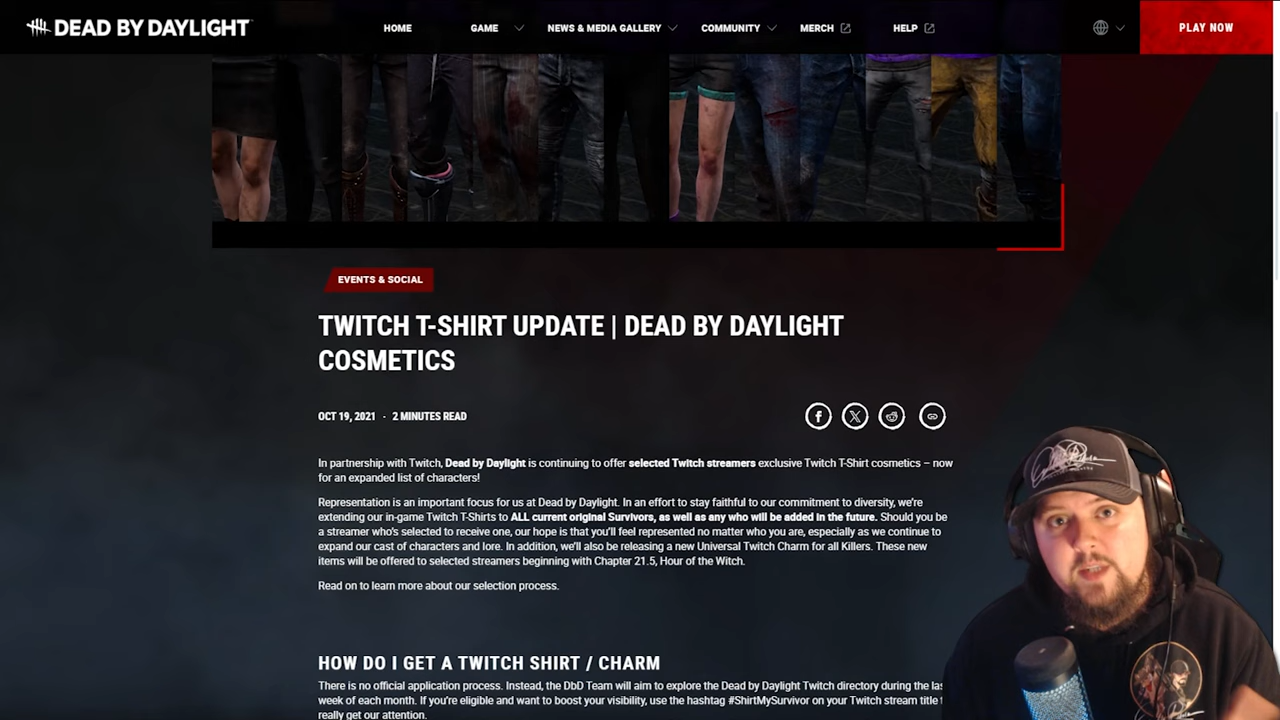 DEAD BY DAYLIGHT
HOME
GAME
NEWS & MEDIA GALLERY
COMMUNITY
MERCH
HELP
PLAY NOW
EVENTS & SOCIAL
TWITCH T-SHIRT UPDATE | DEAD BY DAYLIGHT
COSMETICS
OCT 19, 2021 · 2 MINUTES READ
In partnership with Twitch, Dead by Daylight is continuing to offer selected Twitch streamers exclusive Twitch T-Shirt cosmetics – now
for an expanded list of characters!
Representation is an important focus for us at Dead by Daylight. In an effort to stay faithful to our commitment to diversity, we're
extending our in-game Twitch T-Shirts to ALL current original Survivors, as well as any who will be added in the future. Should you be
a streamer who's selected to receive one, our hope is that you'll feel represented no matter who you are, especially as we continue to
expand our cast of characters and lore. In addition, we'll also be releasing a new Universal Twitch Charm for all Killers. These new
items will be offered to selected streamers beginning with Chapter 21.5, Hour of the Witch.
Read on to learn more about our selection process.
HOW DO I GET A TWITCH SHIRT / CHARM
There is no official application process. Instead, the DbD Team will aim to explore the Dead by Daylight Twitch directory during the
week of each month. If you're eligible and want to boost your visibility, use the hashtag #ShirtMySurvivor on your Twitch stream title
really get our attention.